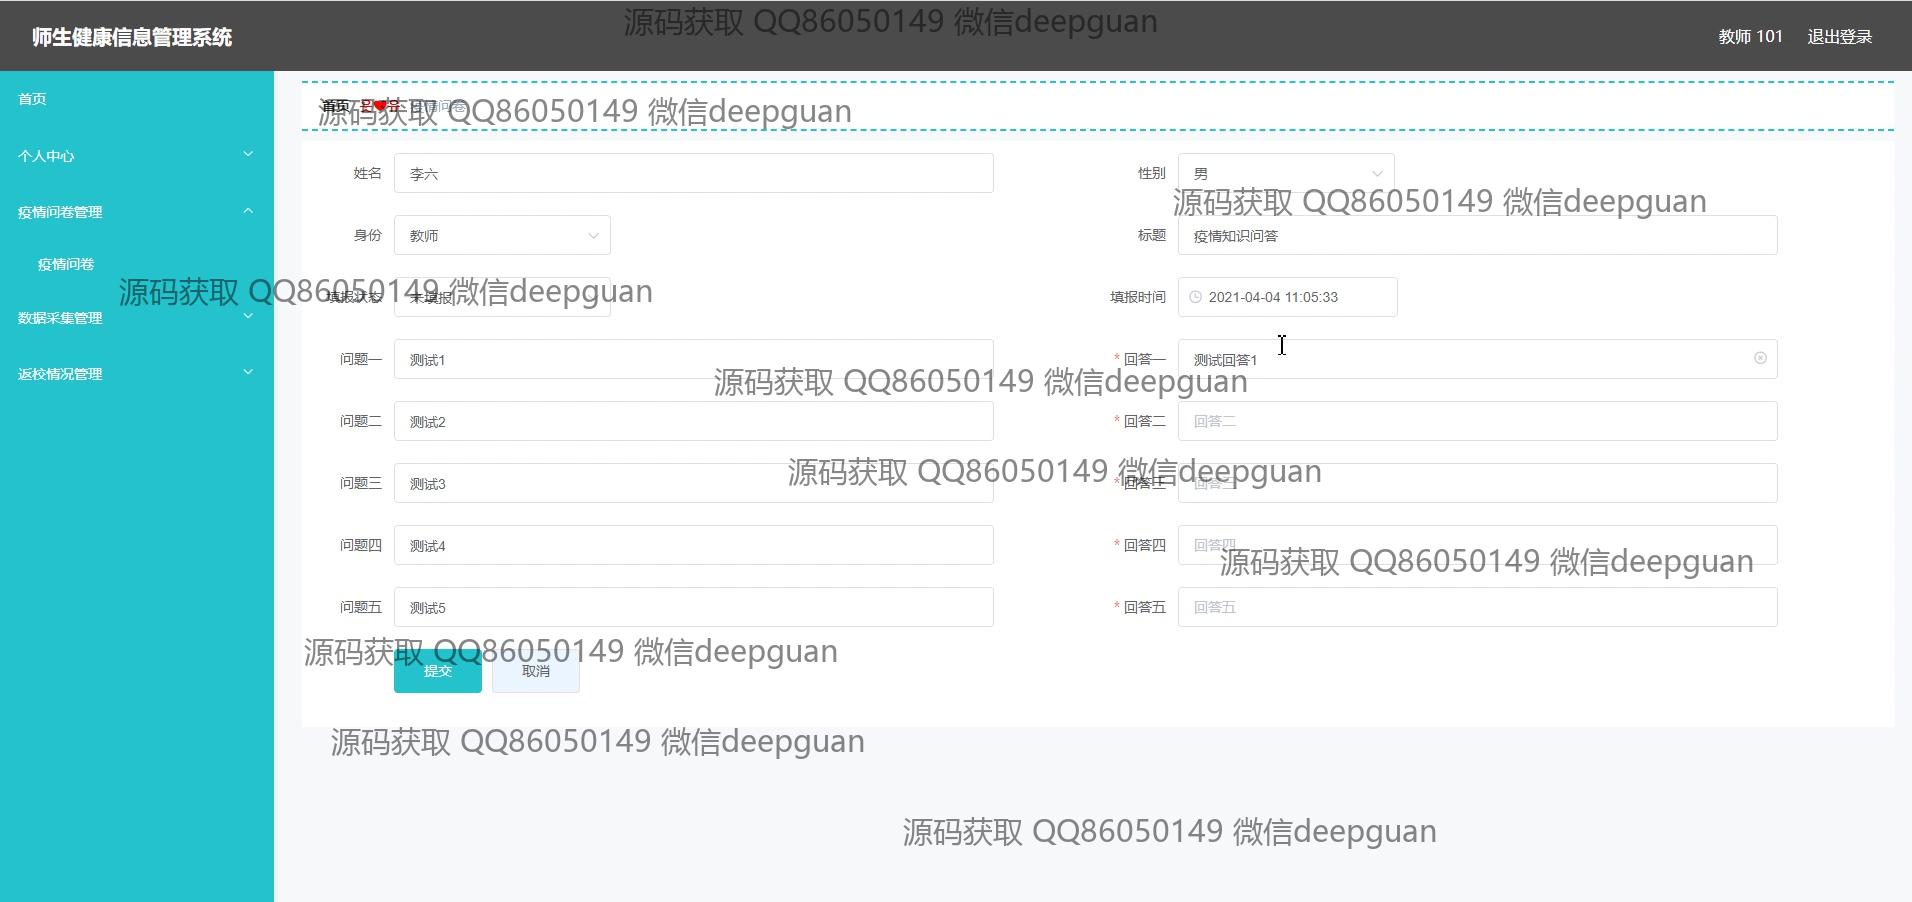 师生健康信息管理系统
源码获取 QQ86050149 微信deepguan
教师 101 退出登录
首页
个人中心
疫情问卷管理
疫情问卷
数据采集管理
返校情况管理
首页 疫情问卷
源码获取 QQ86050149 微信deepguan
姓名 李六 性别 男
源码获取 QQ86050149 微信deepguan
身份 教师 标题 疫情知识问答
源码获取 QQ86050149 微信deepguan
填报状态 未填报 填报时间 2021-04-04 11:05:33
问题一 测试1 * 回答一 测试回答1
源码获取 QQ86050149 微信deepguan
问题二 测试2 * 回答二 回答二
源码获取 QQ86050149 微信deepguan
问题三 测试3 * 回答三 回答三
问题四 测试4 * 回答四 回答四
源码获取 QQ86050149 微信deepguan
问题五 测试5 * 回答五 回答五
源码获取 QQ86050149 微信deepguan
提交 取消
源码获取 QQ86050149 微信deepguan
源码获取 QQ86050149 微信deepguan